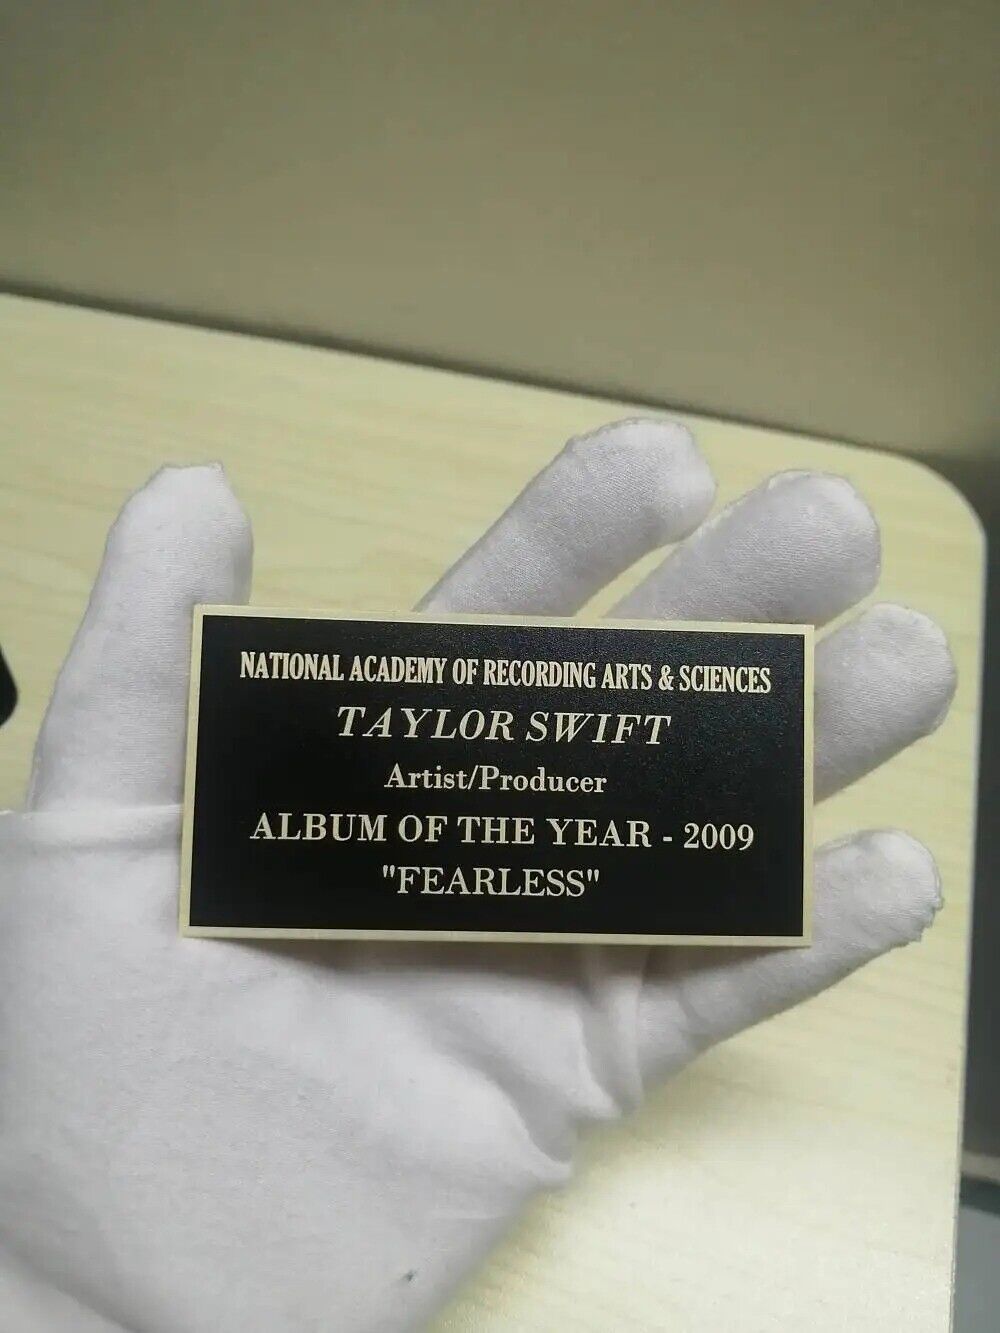 NATIONAL ACADEMY OF RECORDING ARTS & SCIENCES
TAYLOR SWIFT
Artist/Producer
ALBUM OF THE YEAR - 2009
"FEARLESS"